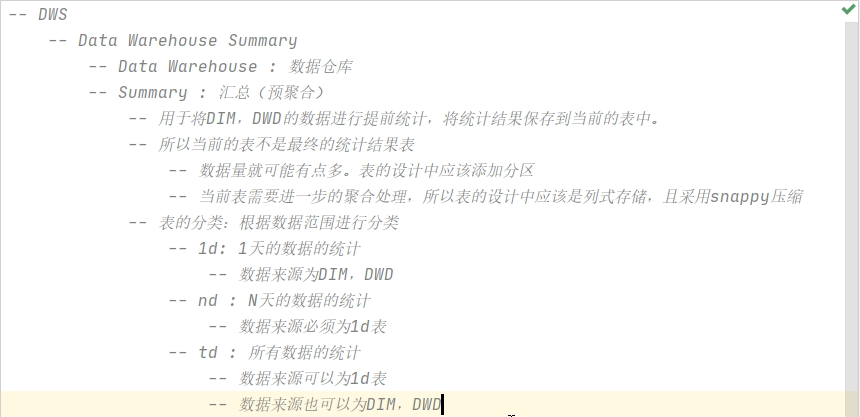 -- DWS
-- Data Warehouse Summary
-- Data Warehouse : 数据仓库
-- Summary : 汇总（预聚合）
-- 用于将DIM，DWD的数据进行提前统计，将统计结果保存到当前的表中。
-- 所以当前的表不是最终的统计结果表
-- 数据量就可能有点多。表的设计中应该添加分区
-- 当前表需要进一步的聚合处理，所以表的设计中应该是列式存储，且采用snappy压缩
-- 表的分类：根据数据范围进行分类
-- 1d: 1天的数据的统计
-- 数据来源为DIM，DWD
-- nd : N天的数据的统计
-- 数据来源必须为1d表
-- td : 所有数据的统计
-- 数据来源可以为1d表
-- 数据来源也可以为DIM，DWD